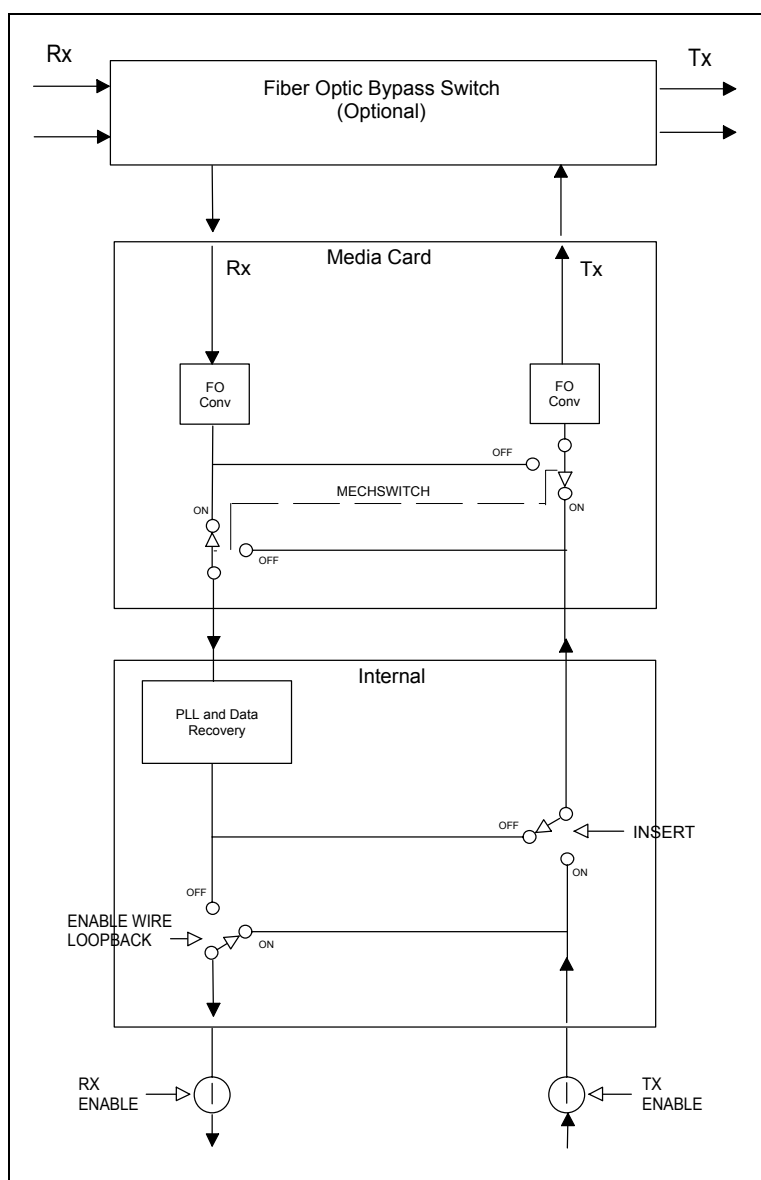 Rx
Tx
Fiber Optic Bypass Switch
(Optional)
Media Card
Rx
Tx
FO
Conv
FO
Conv
OFF
MECHSWITCH
ON
ON
OFF
Internal
PLL and Data
Recovery
OFF
INSERT
ON
OFF
ENABLE WIRE
LOOPBACK
ON
RX
ENABLE
TX
ENABLE